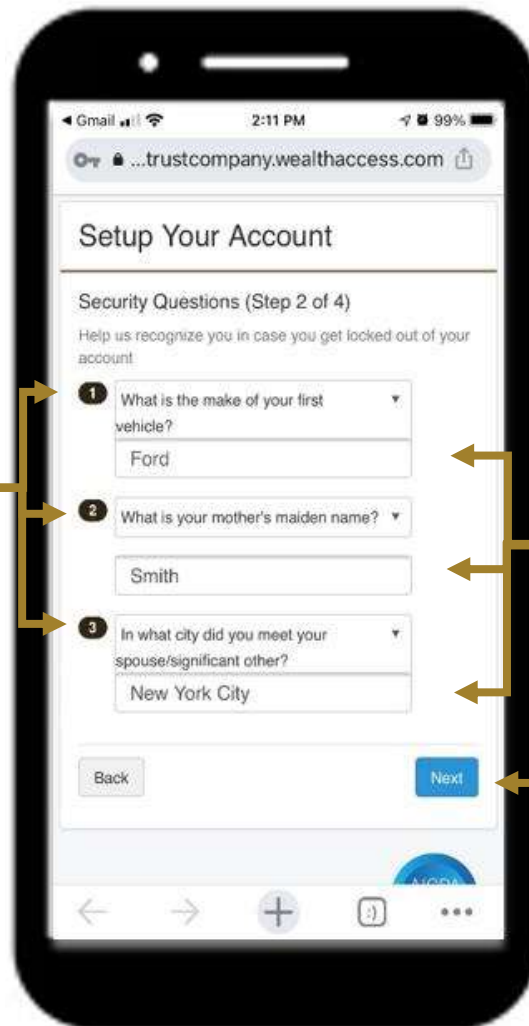 ◀ Gmail 2:11 PM 99%
...trustcompany.wealthaccess.com
Setup Your Account
Security Questions (Step 2 of 4)
Help us recognize you in case you get locked out of your
account
1 What is the make of your first
vehicle?
Ford
2 What is your mother's maiden name?
Smith
3 In what city did you meet your
spouse/significant other?
New York City
Back Next
:)